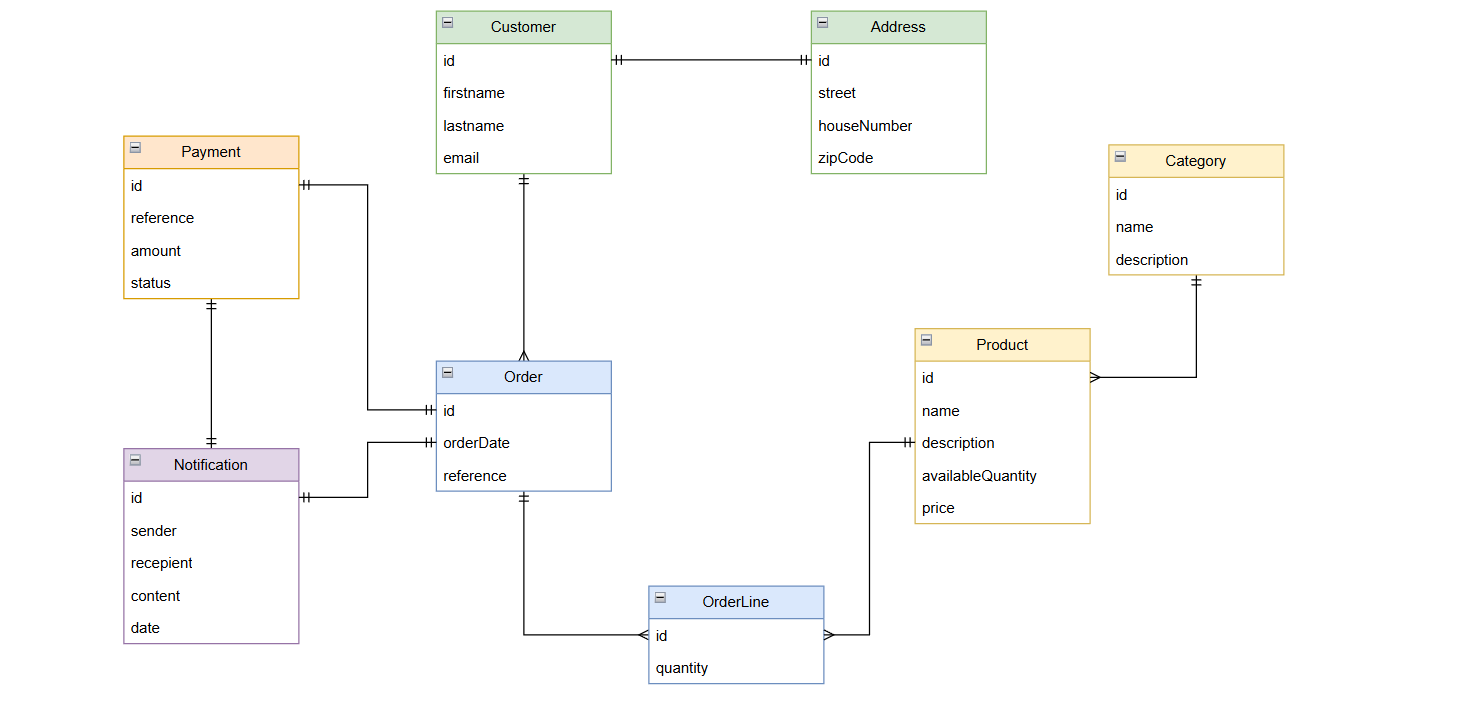 Customer
id
firstname
lastname
email
Address
id
street
houseNumber
zipCode
Payment
id
reference
amount
status
Category
id
name
description
Product
id
name
description
availableQuantity
price
Order
id
orderDate
reference
Notification
id
sender
recepient
content
date
OrderLine
id
quantity